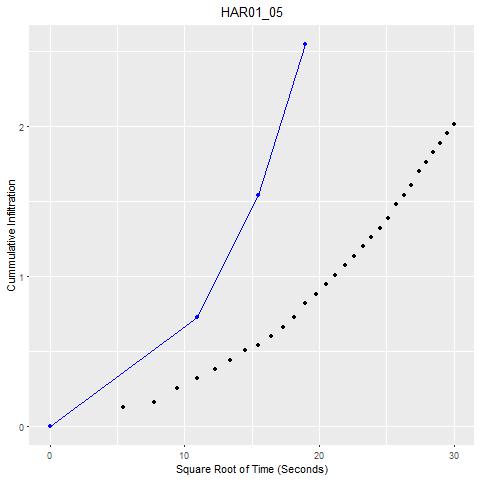 HAR01_05
Cummulative Infiltration
2
1
0
0
10
20
30
Square Root of Time (Seconds)